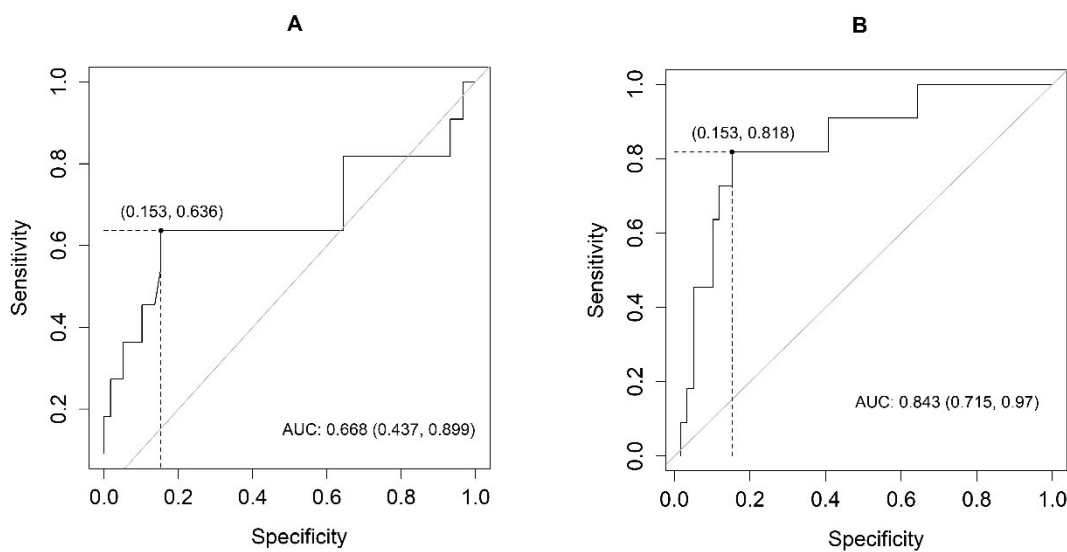 A
Sensitivity
1.0
0.8
0.6
0.4
0.2
(0.153, 0.636)
AUC: 0.668 (0.437, 0.899)
0.0 0.2 0.4 0.6 0.8 1.0
Specificity
B
Sensitivity
1.0
0.8
0.6
0.4
0.2
0.0
(0.153, 0.818)
AUC: 0.843 (0.715, 0.97)
0.0 0.2 0.4 0.6 0.8 1.0
Specificity